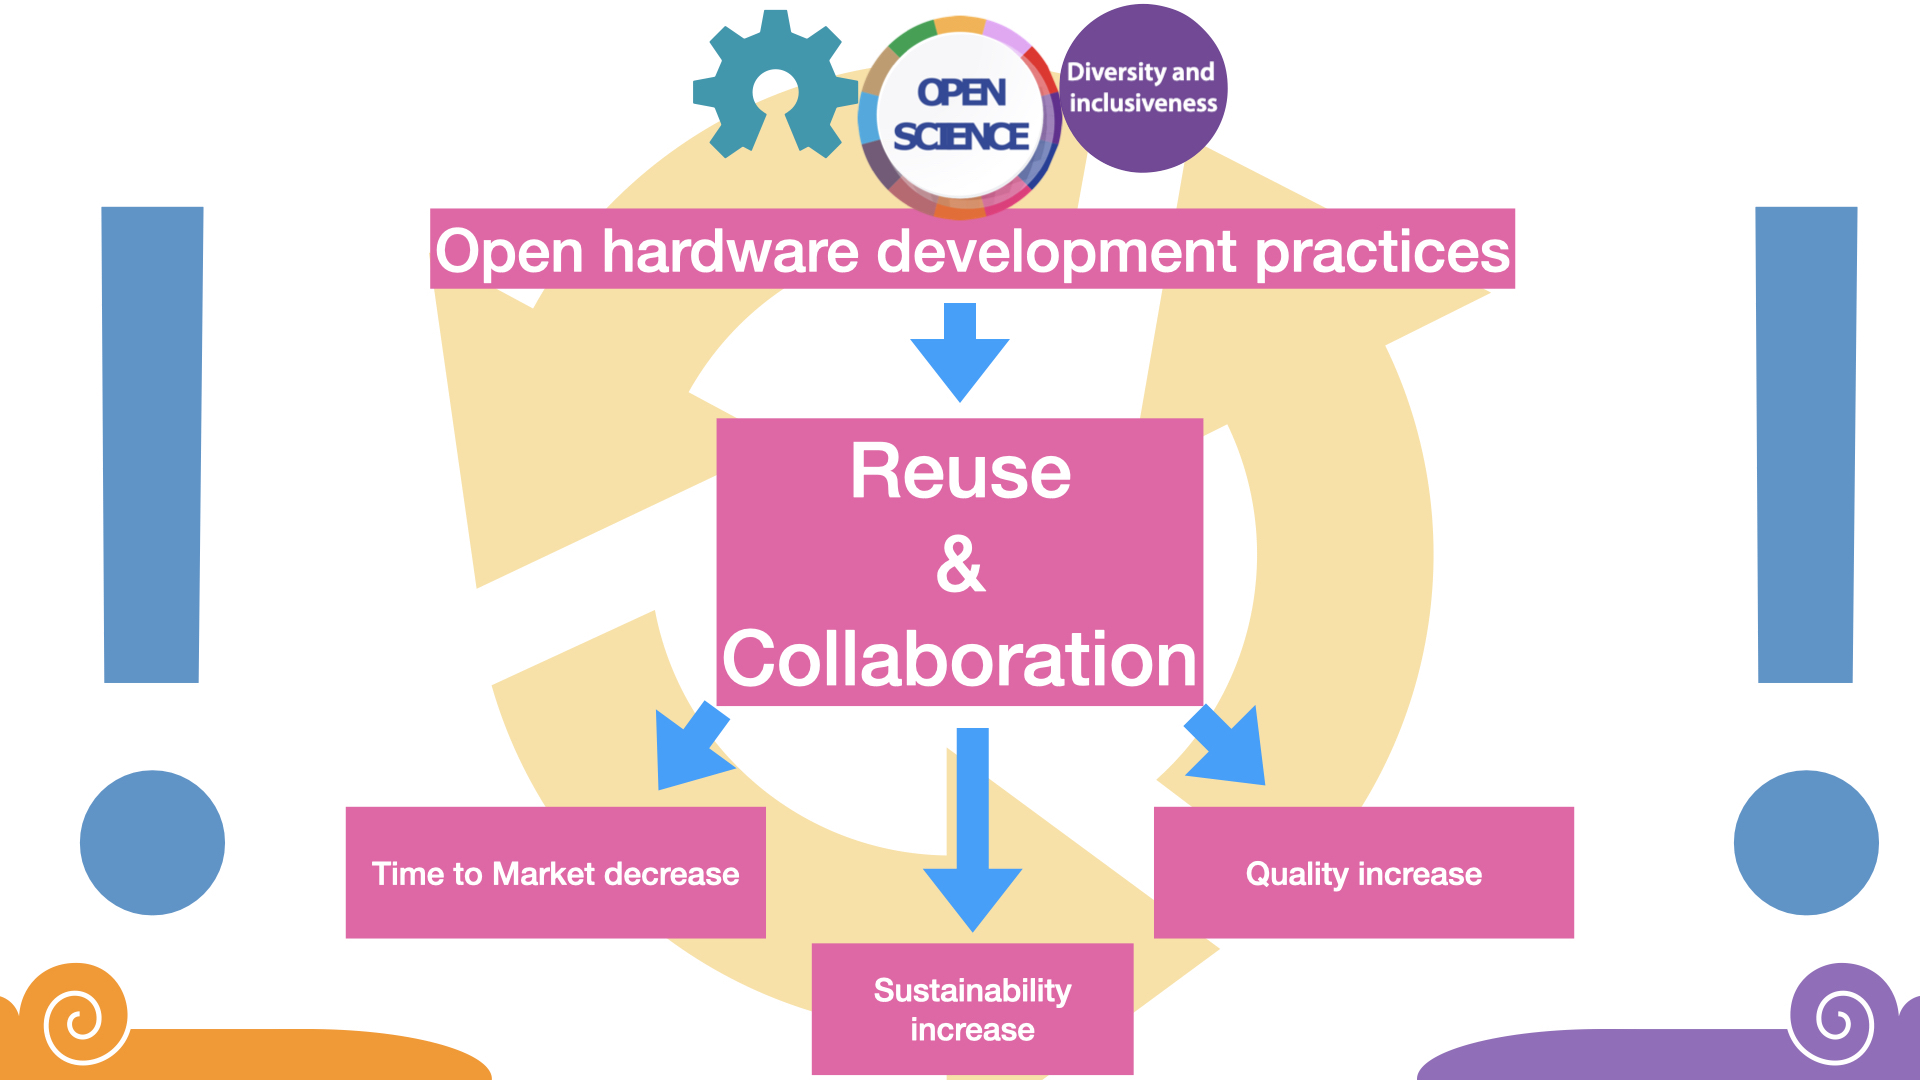 OPEN
SCIENCE
Diversity and
inclusiveness
Open hardware development practices
Reuse
&
Collaboration
Time to Market decrease
Quality increase
Sustainability
increase